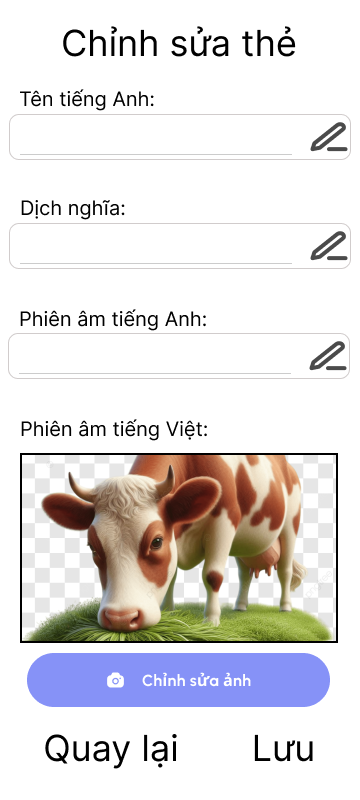 Chỉnh sửa thẻ
Tên tiếng Anh:
Dịch nghĩa:
Phiên âm tiếng Anh:
Phiên âm tiếng Việt:
Chỉnh sửa ảnh
Quay lại
Lưu